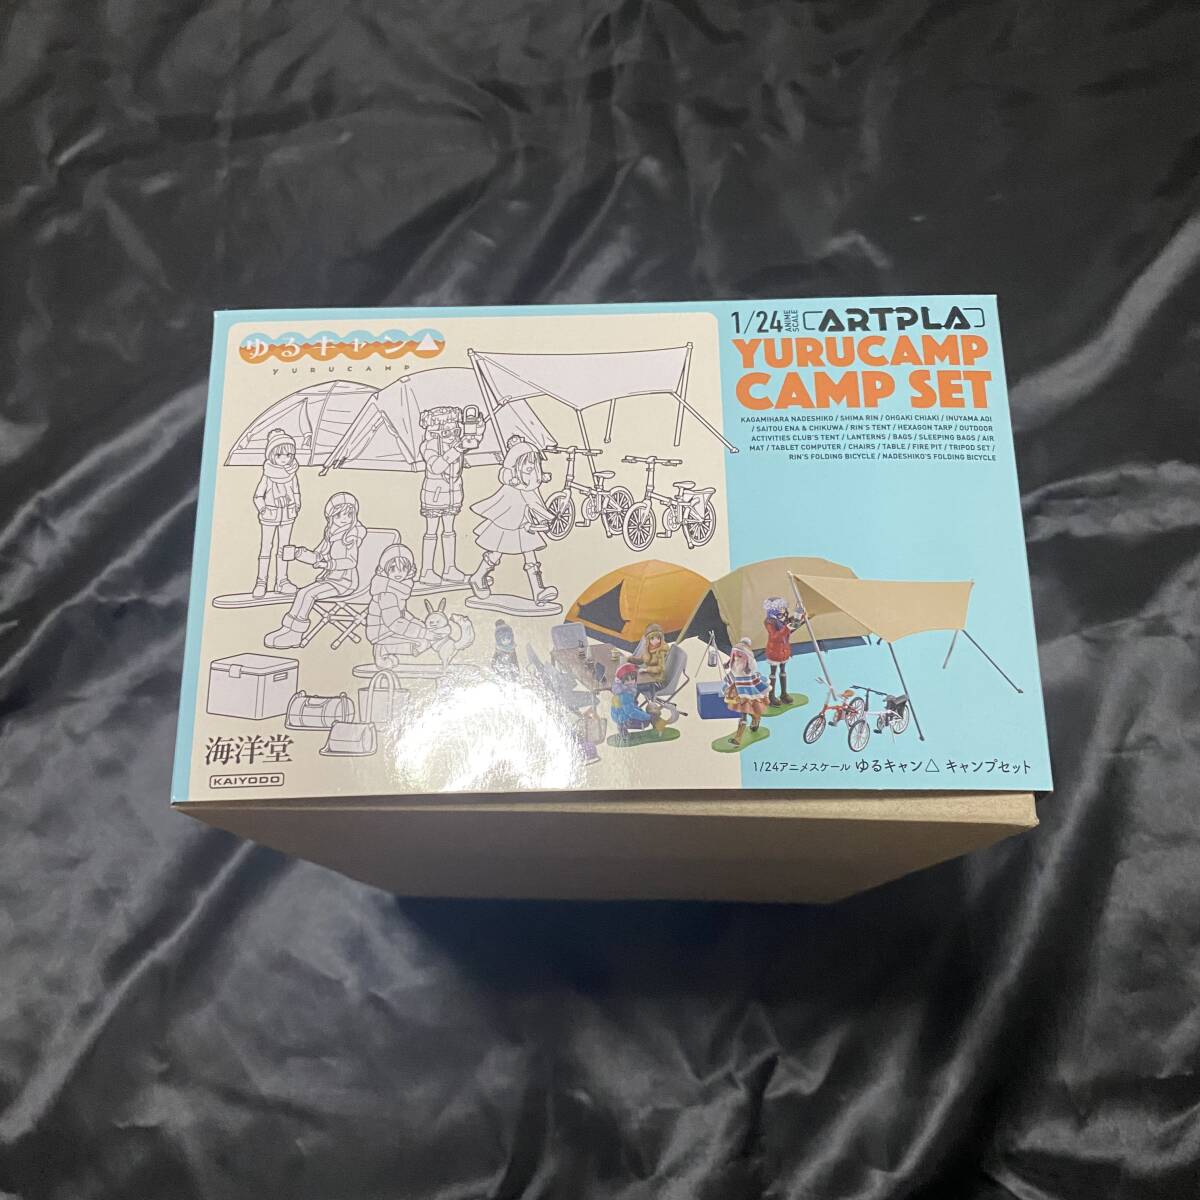 ゆるキャン△
YURUCAMP
1/24 ANIME SCALE ARTPLA
YURUCAMP
CAMP SET
KAGAMIHARA NADESHIKO / SHIMA RIN / OHGAKI CHIAKI / INUYAMA AOI
/ SAITOU ENA & CHIKUWA / RIN'S TENT / HEXAGON TARP / OUTDOOR
ACTIVITIES CLUB'S TENT / LANTERNS / BAGS / SLEEPING BAGS / AIR
MAT / TABLET COMPUTER / CHAIRS / TABLE / FIRE PIT / TRIPOD SET /
RIN'S FOLDING BICYCLE / NADESHIKO'S FOLDING BICYCLE
海洋堂
KAIYODO
1/24アニメスケール ゆるキャン△ キャンプセット